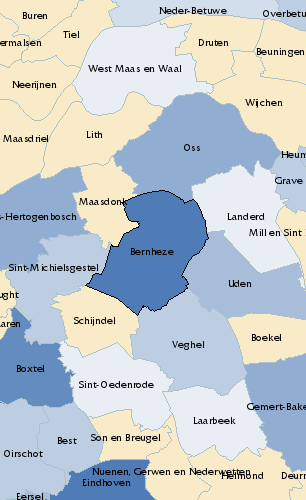 Neder-Betuwe
Buren
Overbetu
Tiel
Druten
ermalsen
Beuningen
West Maas en Waal
Neerijnen
Wijchen
Lith
Maasdriel
Oss
Heum
Grave
Maasdonk
s-Hertogenbosch
Landerd
Mill en Sint
Bernheze
Sint-Michielsgestel
Uden
ught
Schijndel
aren
Boekel
Veghel
Boxtel
Sint-Oedenrode
Gemert-Bake
Laarbeek
Son en Breugel
Best
Oirschot
Nuenen, Gerwen en Nederwetten
Helmond
Deurn
Eindhoven
Eersel